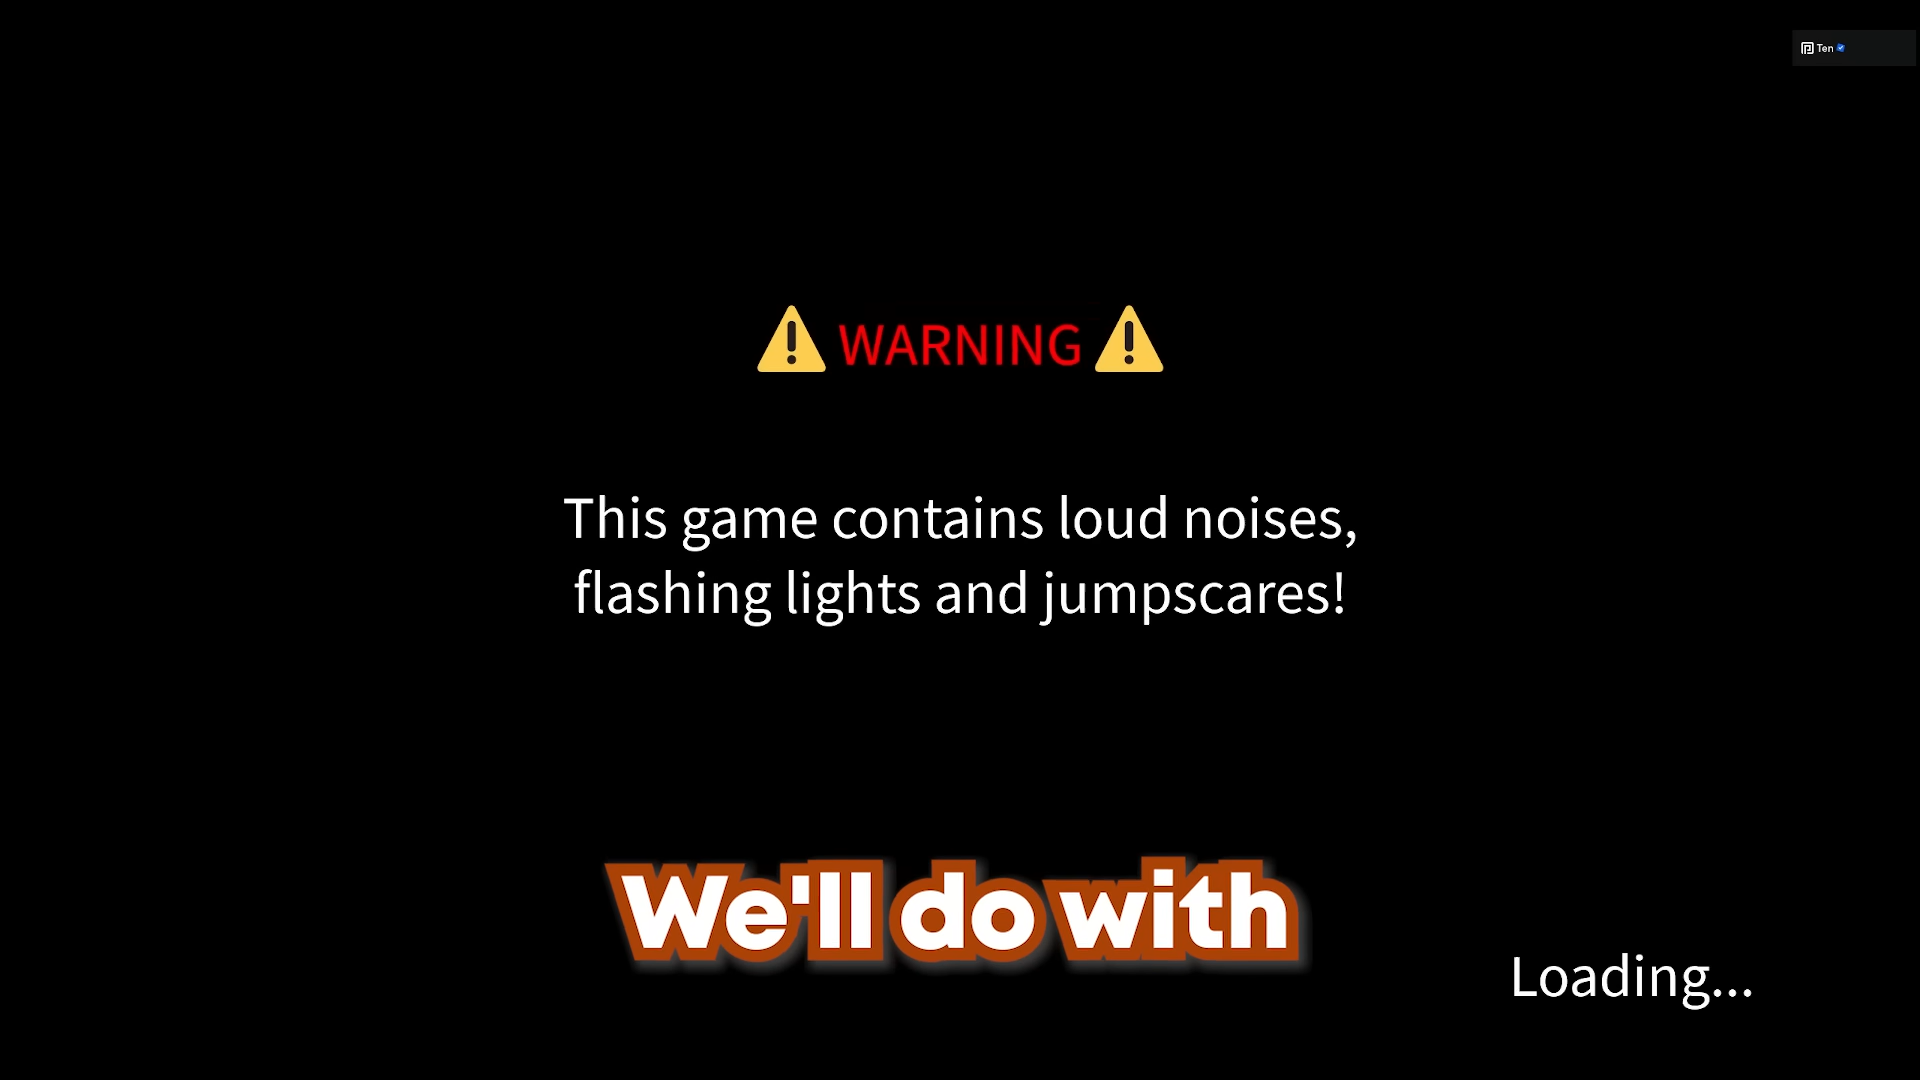 Ten
⚠ WARNING ⚠
This game contains loud noises,
flashing lights and jumpscares!
We'll do with
Loading...